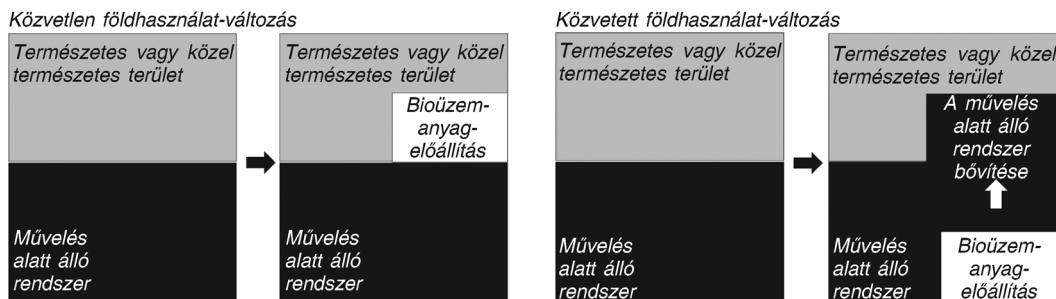 Közvetlen földhasználat-változás
Természetes vagy közel
természetes terület
Művelés
alatt álló
rendszer
Természetes vagy közel
természetes terület
Bioüzem-
anyag-
előállítás
Művelés
alatt álló
rendszer
Közvetett földhasználat-változás
Természetes vagy közel
természetes terület
Művelés
alatt álló
rendszer
Természetes vagy közel
természetes terület
A művelés
alatt álló
rendszer
bővítése
Művelés
alatt álló
rendszer
Bioüzem-
anyag-
előállítás